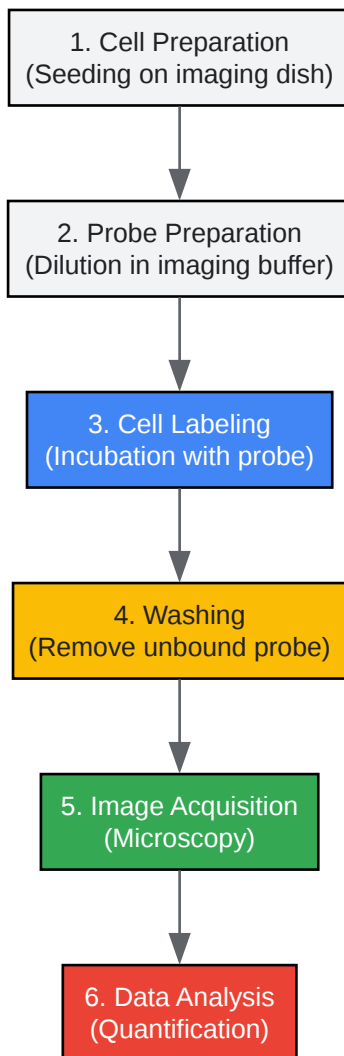 1. Cell Preparation
(Seeding on imaging dish)
2. Probe Preparation
(Dilution in imaging buffer)
3. Cell Labeling
(Incubation with probe)
4. Washing
(Remove unbound probe)
5. Image Acquisition
(Microscopy)
6. Data Analysis
(Quantification)